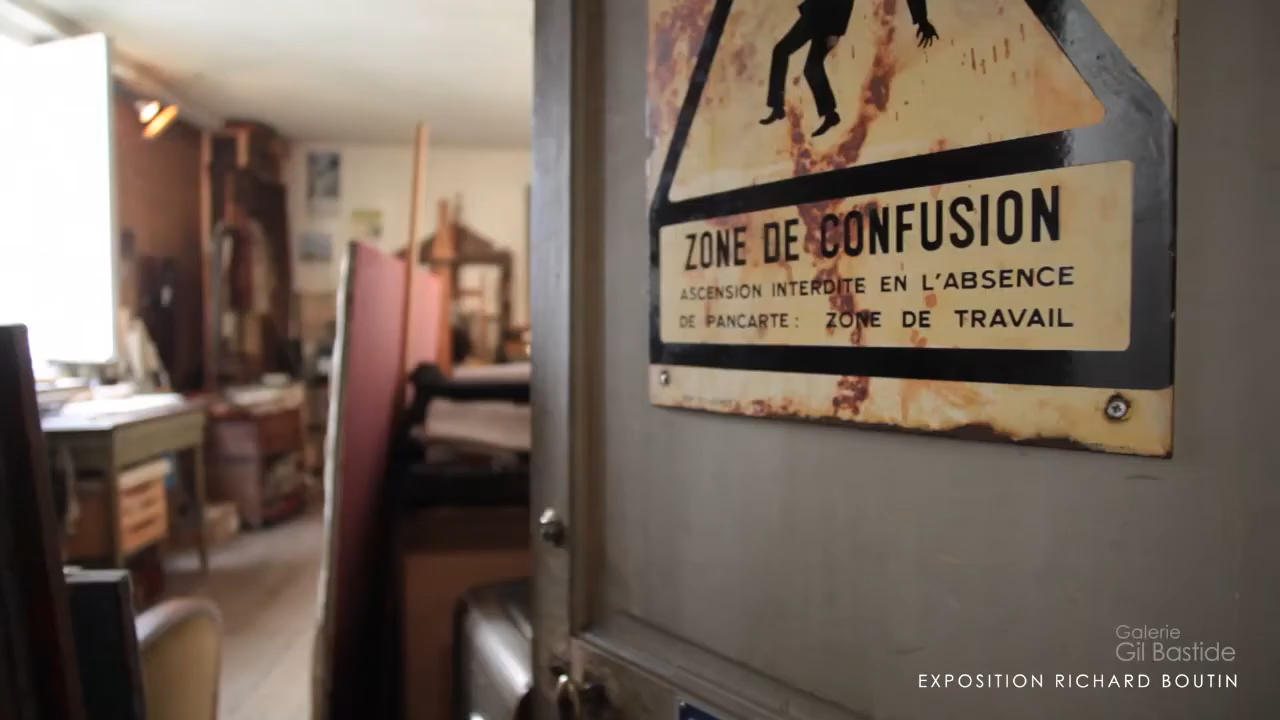 ZONE DE CONFUSION
ASCENSION INTERDITE EN L'ABSENCE
DE PANCARTE: ZONE DE TRAVAIL
Galerie
Gil Bastide
EXPOSITION RICHARD BOUTIN